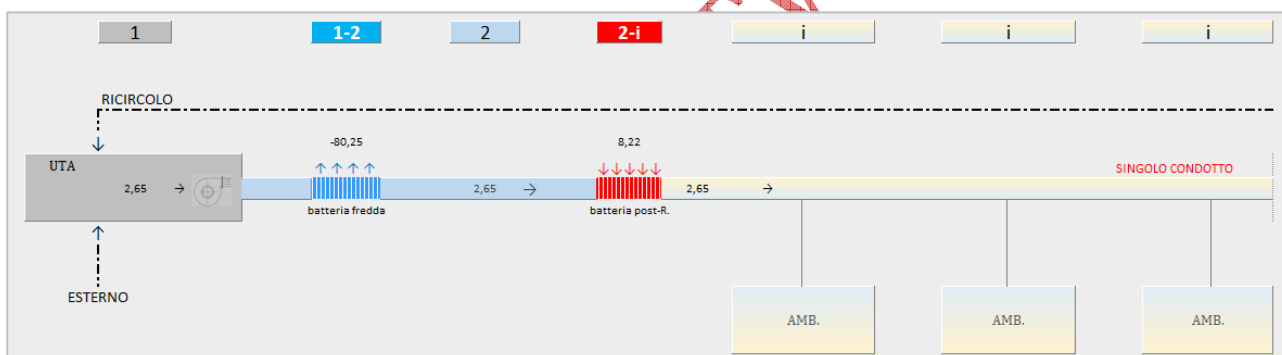 1 1-2 2 2-i i i i
RICIRCOLO
-80,25 8,22
UTA
SINGOLO CONDOTTO
2,65 → 2,65 → 2,65 →
batteria fredda batteria post-R.
ESTERNO
AMB. AMB. AMB.